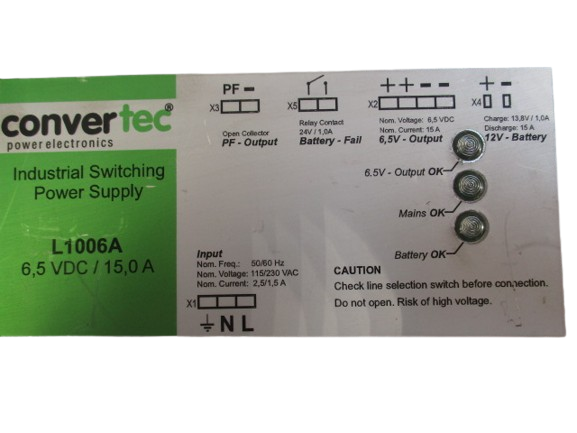 convertec®
powerelectronics
Industrial Switching
Power Supply
L1006A
6,5 VDC / 15,0 A
PF -
X3
Open Collector
PF - Output
X5
Relay Contact
24V / 1,0A
Battery - Fail
++--
X2
Nom. Voltage: 6,5 VDC
Nom. Current: 15 A
6,5V - Output
+ -
X4
Charge: 13,8V / 1,0A
Discharge: 15 A
12V - Battery
6.5V - Output OK
Mains OK
Battery OK
Input
Nom. Freq.: 50/60 Hz
Nom. Voltage: 115/230 VAC
Nom. Current: 2,5/1,5 A
X1
N L
CAUTION
Check line selection switch before connection.
Do not open. Risk of high voltage.